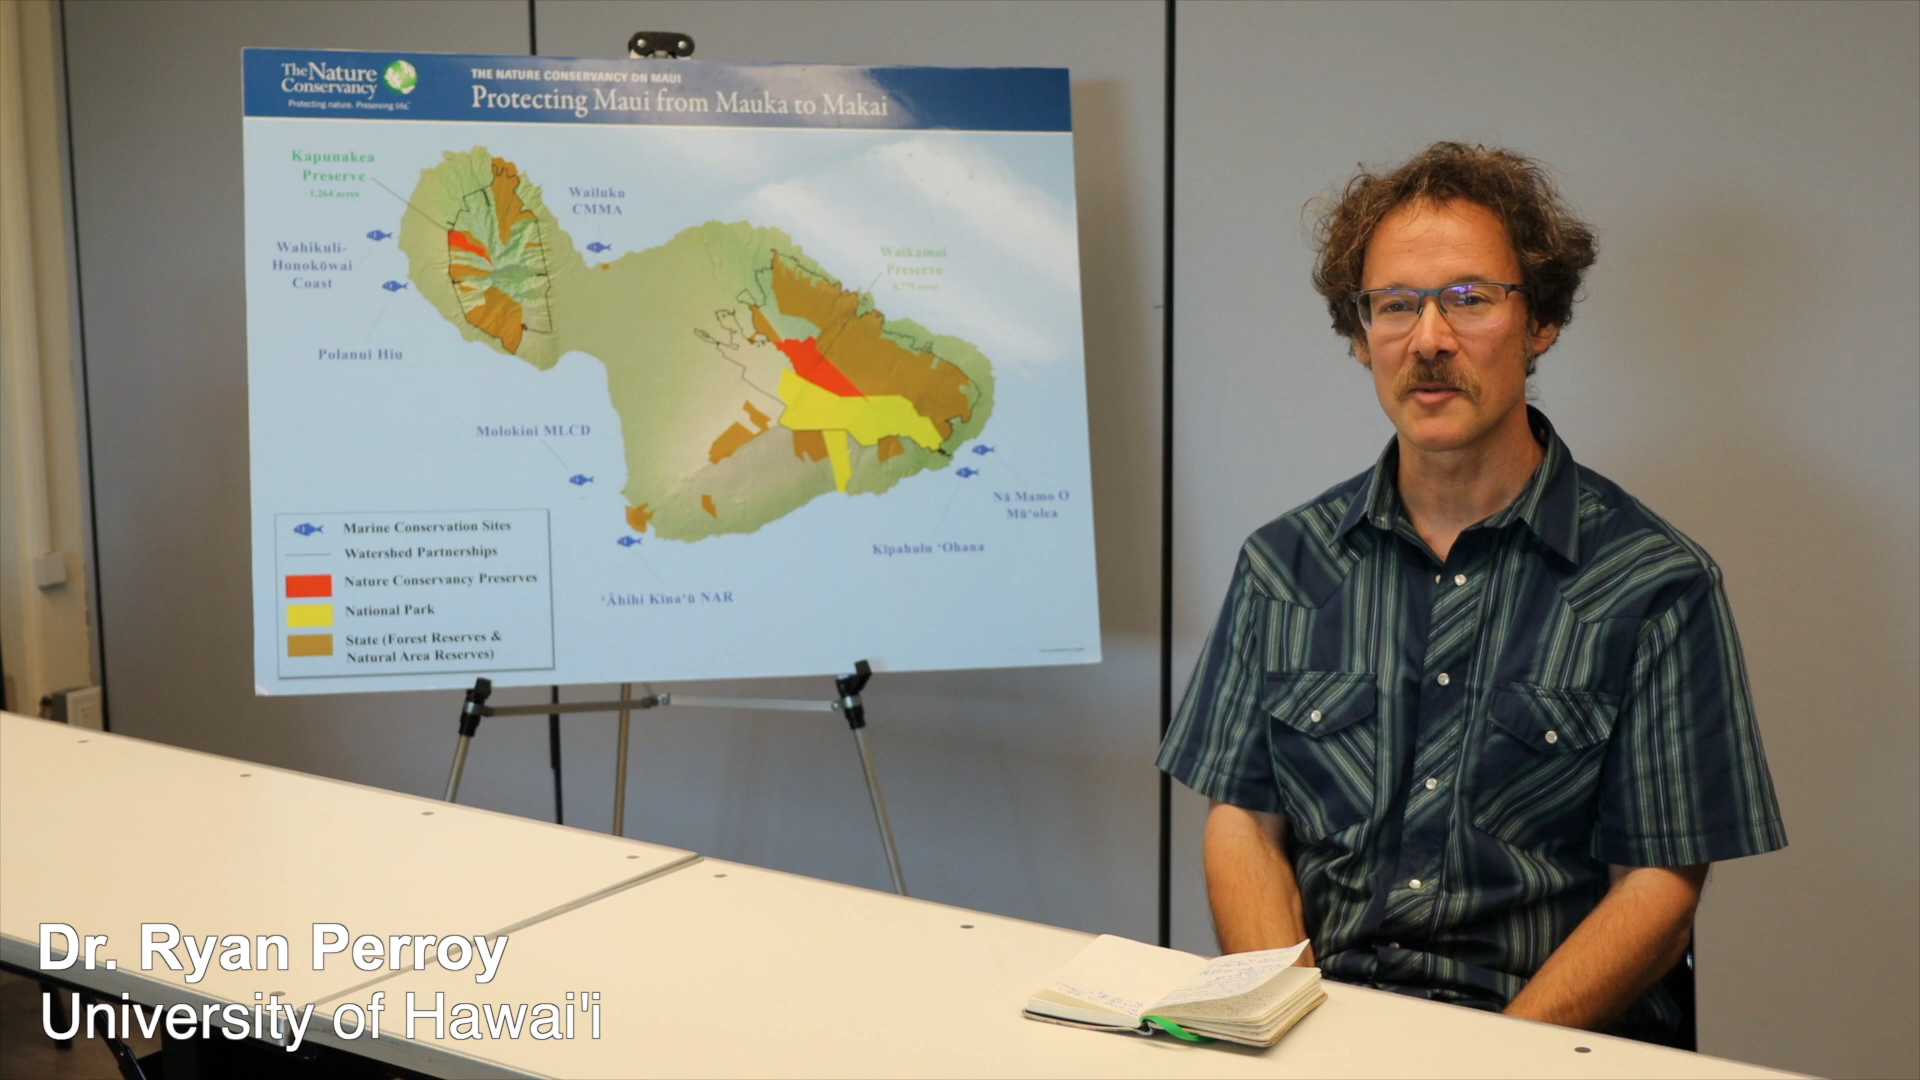 The Nature
Conservancy
Protecting nature. Preserving life.
THE NATURE CONSERVANCY ON MAUI
Protecting Maui from Mauka to Makai
Kapunakea
Preserve
1,264 acres
Wailuku
CMMA
Wahikuli-
Honokōwai
Coast
Waikamoi
Preserve
Polanui Hiu
Molokini MLCD
Nā Mamo O
Mū‘olea
Kīpahulu ‘Ohana
‘Āhihi Kīna‘ū NAR
Marine Conservation Sites
Watershed Partnerships
Nature Conservancy Preserves
National Park
State (Forest Reserves &
Natural Area Reserves)
Dr. Ryan Perroy
University of Hawai'i